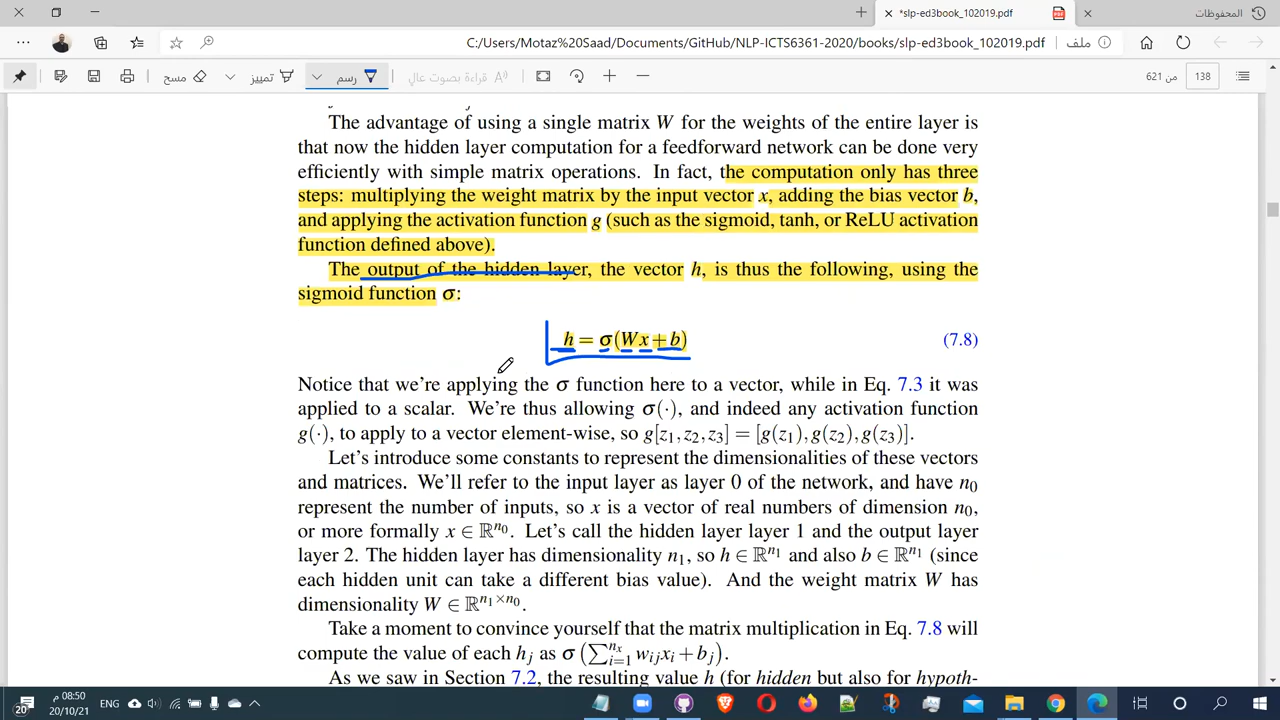 *slp-ed3book_102019.pdf
المحفوظات
C:/Users/Motaz%20Saad/Documents/GitHub/NLP-ICTS6361-2020/books/slp-ed3book_102019.pdf
ملف
مسح
تمييز
رسم
قراءة بصوت عالٍ
من 621
138
The advantage of using a single matrix W for the weights of the entire layer is
that now the hidden layer computation for a feedforward network can be done very
efficiently with simple matrix operations. In fact, the computation only has three
steps: multiplying the weight matrix by the input vector x, adding the bias vector b,
and applying the activation function g (such as the sigmoid, tanh, or ReLU activation
function defined above).
The output of the hidden layer, the vector h, is thus the following, using the
sigmoid function σ:
h = σ(Wx + b) (7.8)
Notice that we're applying the σ function here to a vector, while in Eq. 7.3 it was
applied to a scalar. We're thus allowing σ(·), and indeed any activation function
g(·), to apply to a vector element-wise, so g[z₁,z₂,z₃] = [g(z₁),g(z₂),g(z₃)].
Let's introduce some constants to represent the dimensionalities of these vectors
and matrices. We'll refer to the input layer as layer 0 of the network, and have n₀
represent the number of inputs, so x is a vector of real numbers of dimension n₀,
or more formally x ∈ ℝ^n₀. Let's call the hidden layer layer 1 and the output layer
layer 2. The hidden layer has dimensionality n₁, so h ∈ ℝ^n₁ and also b ∈ ℝ^n₁ (since
each hidden unit can take a different bias value). And the weight matrix W has
dimensionality W ∈ ℝ^n₁×n₀.
Take a moment to convince yourself that the matrix multiplication in Eq. 7.8 will
compute the value of each h_j as σ(∑_{i=1}^{n_x} w_{ij}x_i + b_j).
As we saw in Section 7.2, the resulting value h (for hidden but also for hypoth-
08:50
20/10/21
ENG
20